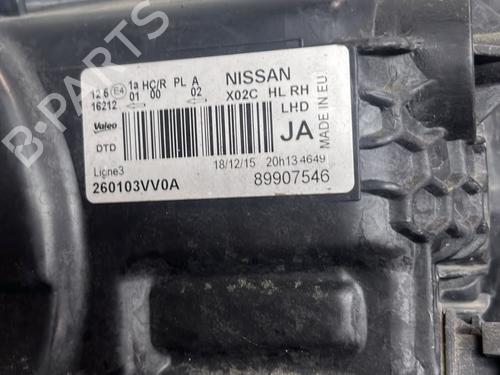 B-PARTS
12 6 E4 1a HC/R PL A NISSAN
16212 01 00 02 X02C HL RH
Valeo LHD
DTD JA
MADE IN EU
Ligne3 18/12/15 20h13 4649
260103VV0A 89907546